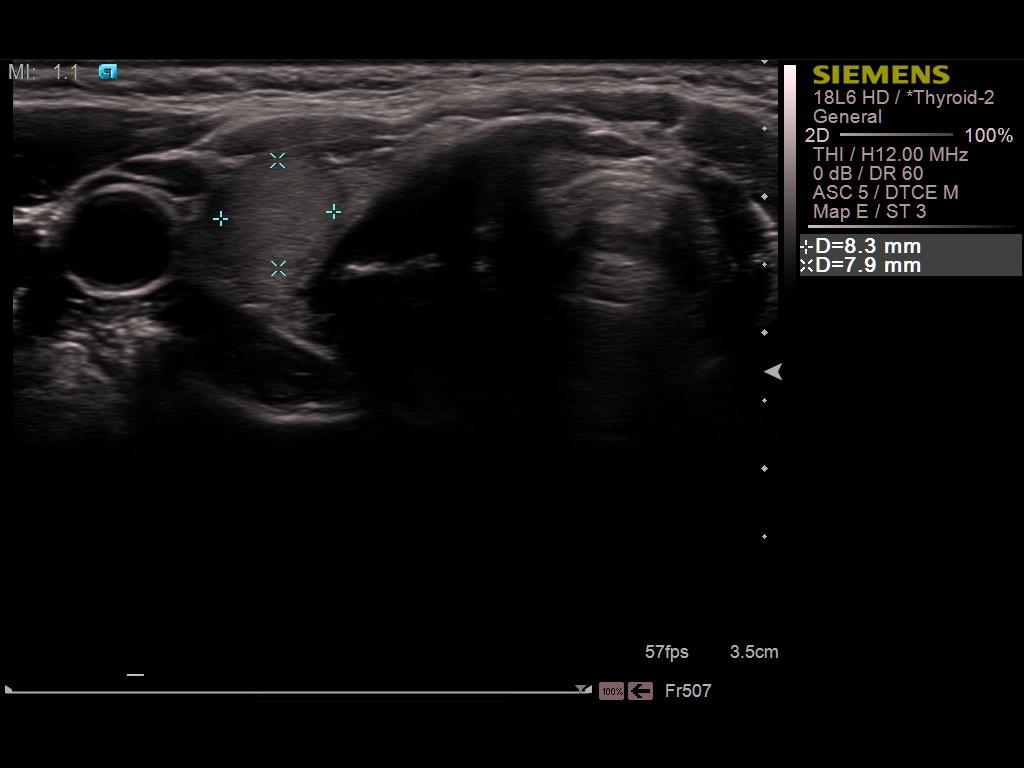 MI: 1.1
SIEMENS
18L6 HD / *Thyroid-2
General
2D 100%
THI / H12.00 MHz
0 dB / DR 60
ASC 5 / DTCE M
Map E / ST 3
D=8.3 mm
D=7.9 mm
57fps 3.5cm
100% Fr507